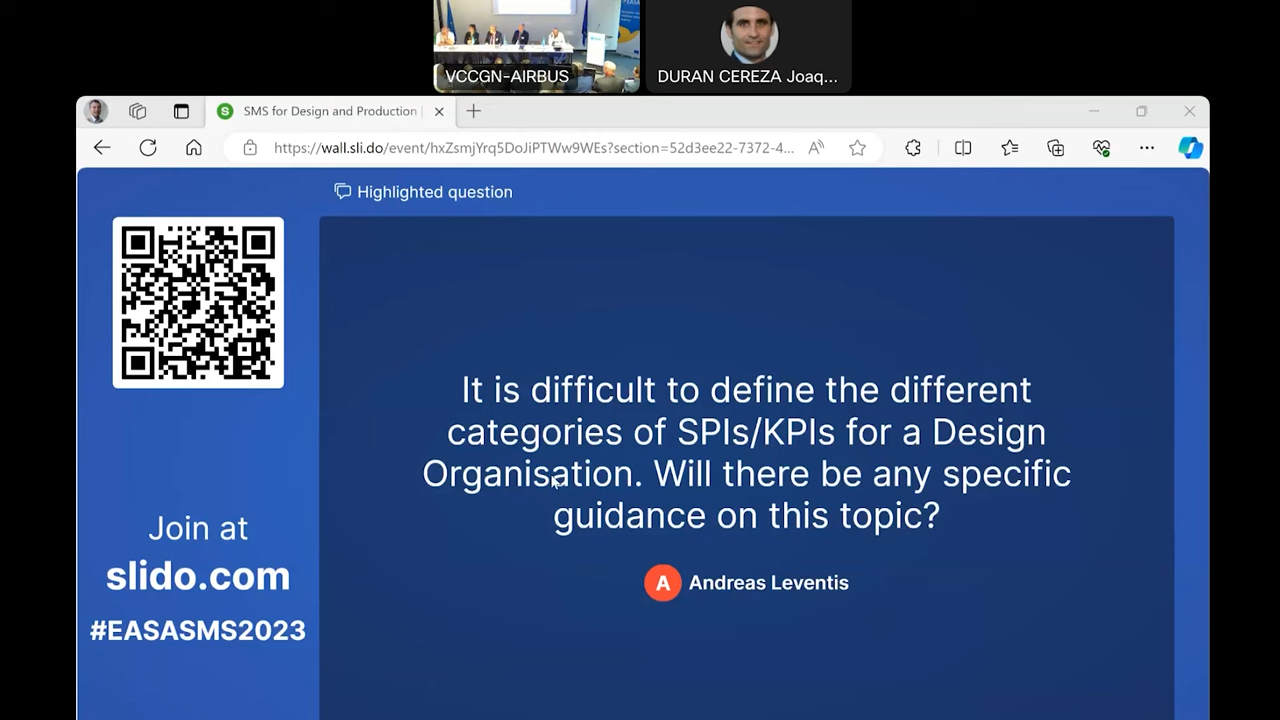 #EASA
VCCGN-AIRBUS
DURAN CEREZA Joaq...
SMS for Design and Production
https://wall.sli.do/event/hxZsmjYrq5DoJiPTWw9WEs?section=52d3ee22-7372-4...
Highlighted question
It is difficult to define the different
categories of SPIs/KPIs for a Design
Organisation. Will there be any specific
guidance on this topic?
A Andreas Leventis
Join at
slido.com
#EASASMS2023